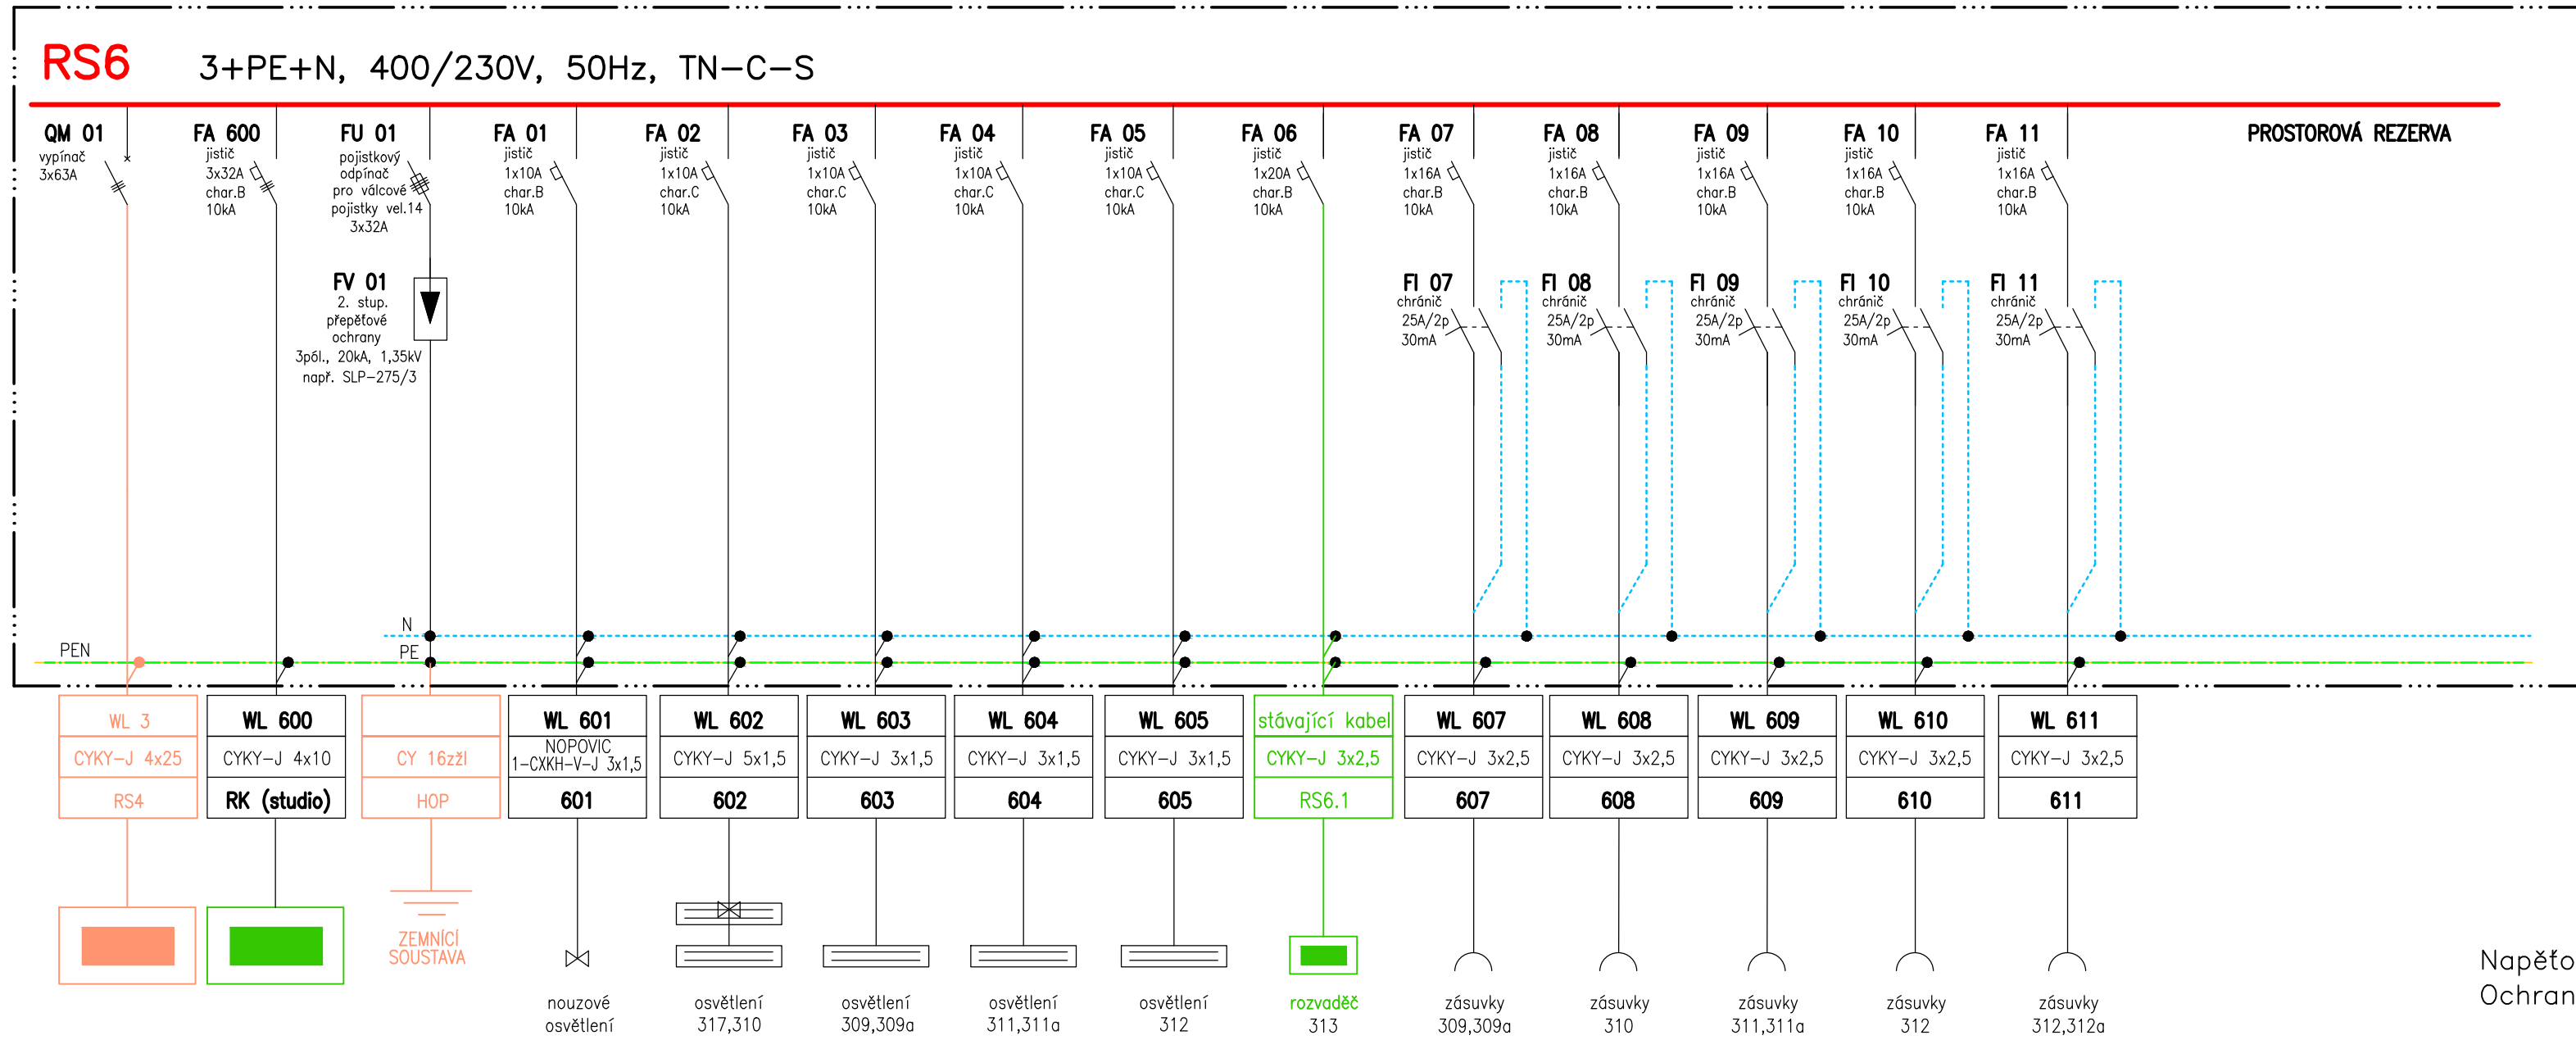 RS6
3+PE+N, 400/230V, 50Hz, TN-C-S
QM 01
vypínač
3x63A
FA 600
jistič
3x32A
char.B
10kA
FU 01
pojistkový
odpínač
pro válcové
pojistky vel.14
3x32A
FV 01
2. stup.
přepěťové
ochrany
3pól., 20kA, 1,35kV
např. SLP-275/3
FA 01
jistič
1x10A
char.B
10kA
FA 02
jistič
1x10A
char.C
10kA
FA 03
jistič
1x10A
char.C
10kA
FA 04
jistič
1x10A
char.C
10kA
FA 05
jistič
1x10A
char.C
10kA
FA 06
jistič
1x20A
char.B
10kA
FA 07
jistič
1x16A
char.B
10kA
FI 07
chránič
25A/2p
30mA
FA 08
jistič
1x16A
char.B
10kA
FI 08
chránič
25A/2p
30mA
FA 09
jistič
1x16A
char.B
10kA
FI 09
chránič
25A/2p
30mA
FA 10
jistič
1x16A
char.B
10kA
FI 10
chránič
25A/2p
30mA
FA 11
jistič
1x16A
char.B
10kA
FI 11
chránič
25A/2p
30mA
PROSTOROVÁ REZERVA
N
PEN
PE
WL 3
CYKY-J 4x25
RS4
WL 600
CYKY-J 4x10
RK (studio)
CY 16zžl
HOP
ZEMNÍCÍ
SOUSTAVA
WL 601
NOPOVIC
1-CXKH-V-J 3x1,5
601
nouzové
osvětlení
WL 602
CYKY-J 5x1,5
602
osvětlení
317,310
WL 603
CYKY-J 3x1,5
603
osvětlení
309,309a
WL 604
CYKY-J 3x1,5
604
osvětlení
311,311a
WL 605
CYKY-J 3x1,5
605
osvětlení
312
stávající kabel
CYKY-J 3x2,5
RS6.1
rozvaděč
313
WL 607
CYKY-J 3x2,5
607
zásuvky
309,309a
WL 608
CYKY-J 3x2,5
608
zásuvky
310
WL 609
CYKY-J 3x2,5
609
zásuvky
311,311a
WL 610
CYKY-J 3x2,5
610
zásuvky
312
WL 611
CYKY-J 3x2,5
611
zásuvky
312,312a
Napěťo
Ochran